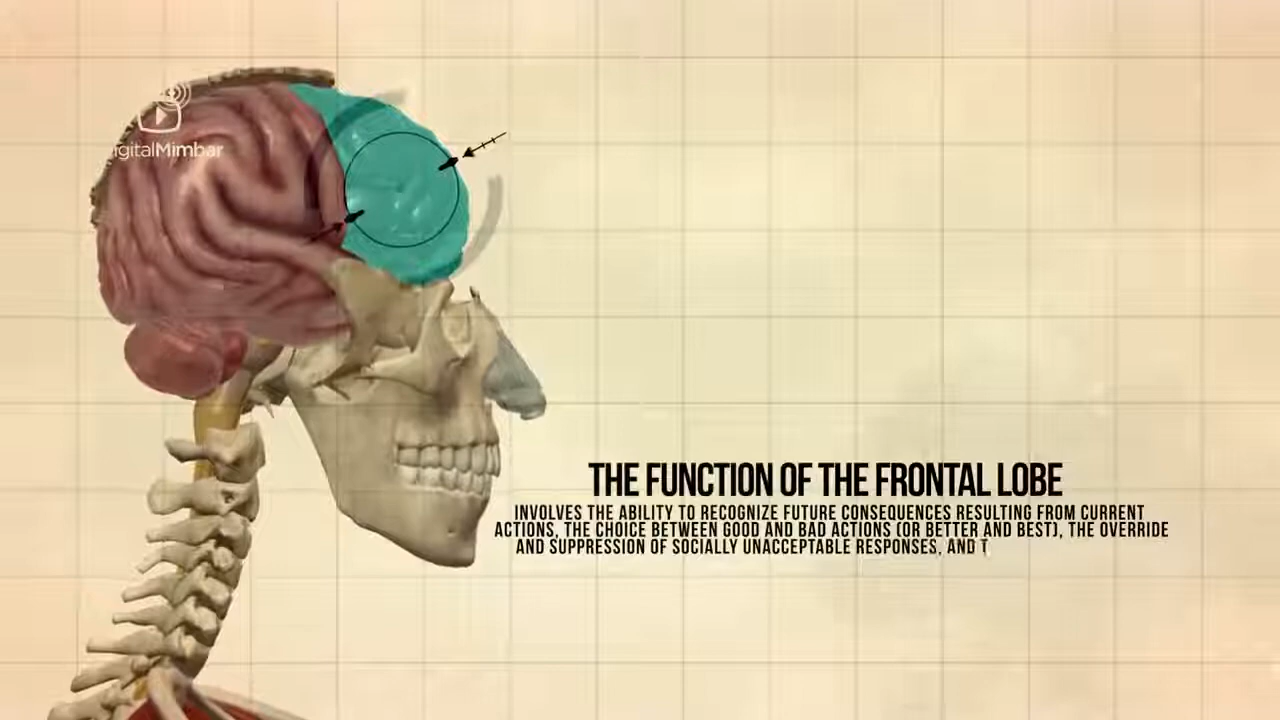 igitalMimbar
THE FUNCTION OF THE FRONTAL LOBE
INVOLVES THE ABILITY TO RECOGNIZE FUTURE CONSEQUENCES RESULTING FROM CURRENT
ACTIONS, THE CHOICE BETWEEN GOOD AND BAD ACTIONS (OR BETTER AND BEST), THE OVERRIDE
AND SUPPRESSION OF SOCIALLY UNACCEPTABLE RESPONSES, AND T